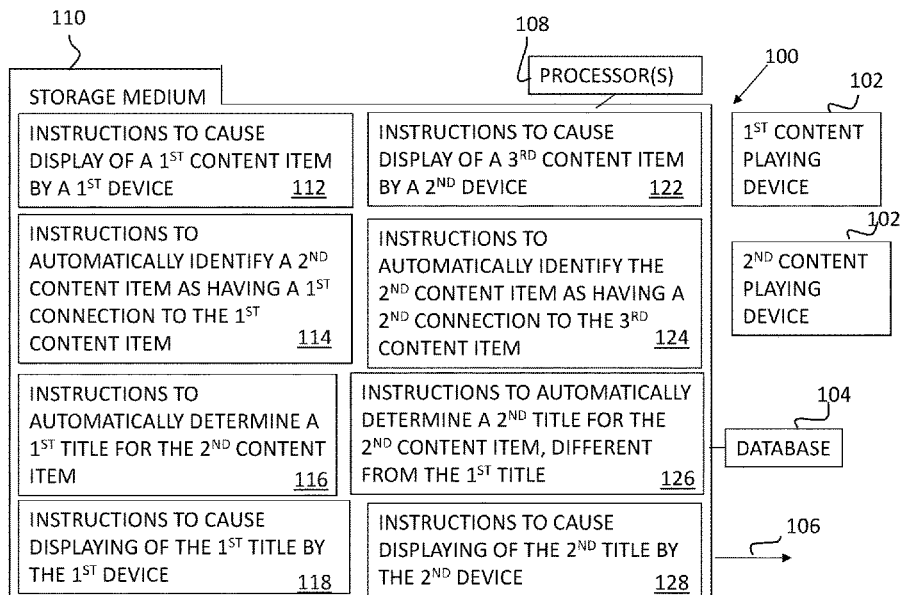 110
108
PROCESSOR(S)
100
102
STORAGE MEDIUM
INSTRUCTIONS TO CAUSE
DISPLAY OF A 1ST CONTENT ITEM
BY A 1ST DEVICE
112
INSTRUCTIONS TO CAUSE
DISPLAY OF A 3RD CONTENT ITEM
BY A 2ND DEVICE
122
1ST CONTENT
PLAYING
DEVICE
INSTRUCTIONS TO
AUTOMATICALLY IDENTIFY A 2ND
CONTENT ITEM AS HAVING A 1ST
CONNECTION TO THE 1ST
CONTENT ITEM
114
INSTRUCTIONS TO
AUTOMATICALLY IDENTIFY THE
2ND CONTENT ITEM AS HAVING A
2ND CONNECTION TO THE 3RD
CONTENT ITEM
124
102
2ND CONTENT
PLAYING
DEVICE
INSTRUCTIONS TO
AUTOMATICALLY DETERMINE A
1ST TITLE FOR THE 2ND CONTENT
ITEM
116
INSTRUCTIONS TO AUTOMATICALLY
DETERMINE A 2ND TITLE FOR THE
2ND CONTENT ITEM, DIFFERENT
FROM THE 1ST TITLE
126
104
DATABASE
INSTRUCTIONS TO CAUSE
DISPLAYING OF THE 1ST TITLE BY
THE 1ST DEVICE
118
INSTRUCTIONS TO CAUSE
DISPLAYING OF THE 2ND TITLE BY
THE 2ND DEVICE
128
106